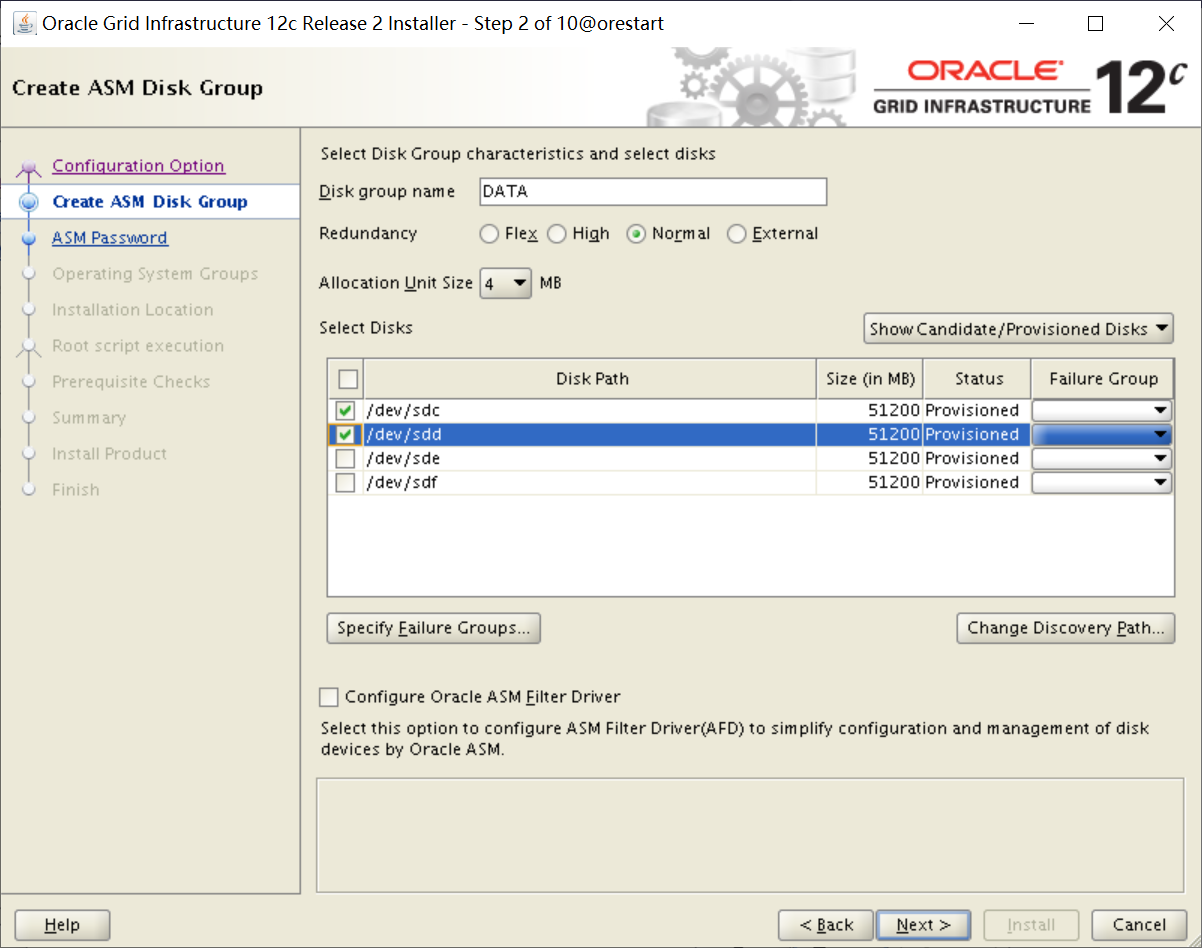 Oracle Grid Infrastructure 12c Release 2 Installer - Step 2 of 10@orestart
Create ASM Disk Group
ORACLE
GRID INFRASTRUCTURE
12c
Configuration Option
Create ASM Disk Group
ASM Password
Operating System Groups
Installation Location
Root script execution
Prerequisite Checks
Summary
Install Product
Finish
Select Disk Group characteristics and select disks
Disk group name DATA
Redundancy Flex High Normal External
Allocation Unit Size 4 MB
Select Disks Show Candidate/Provisioned Disks
Disk Path Size (in MB) Status Failure Group
/dev/sdc 51200 Provisioned
/dev/sdd 51200 Provisioned
/dev/sde 51200 Provisioned
/dev/sdf 51200 Provisioned
Specify Failure Groups... Change Discovery Path...
Configure Oracle ASM Filter Driver
Select this option to configure ASM Filter Driver(AFD) to simplify configuration and management of disk
devices by Oracle ASM.
Help < Back Next > Install Cancel